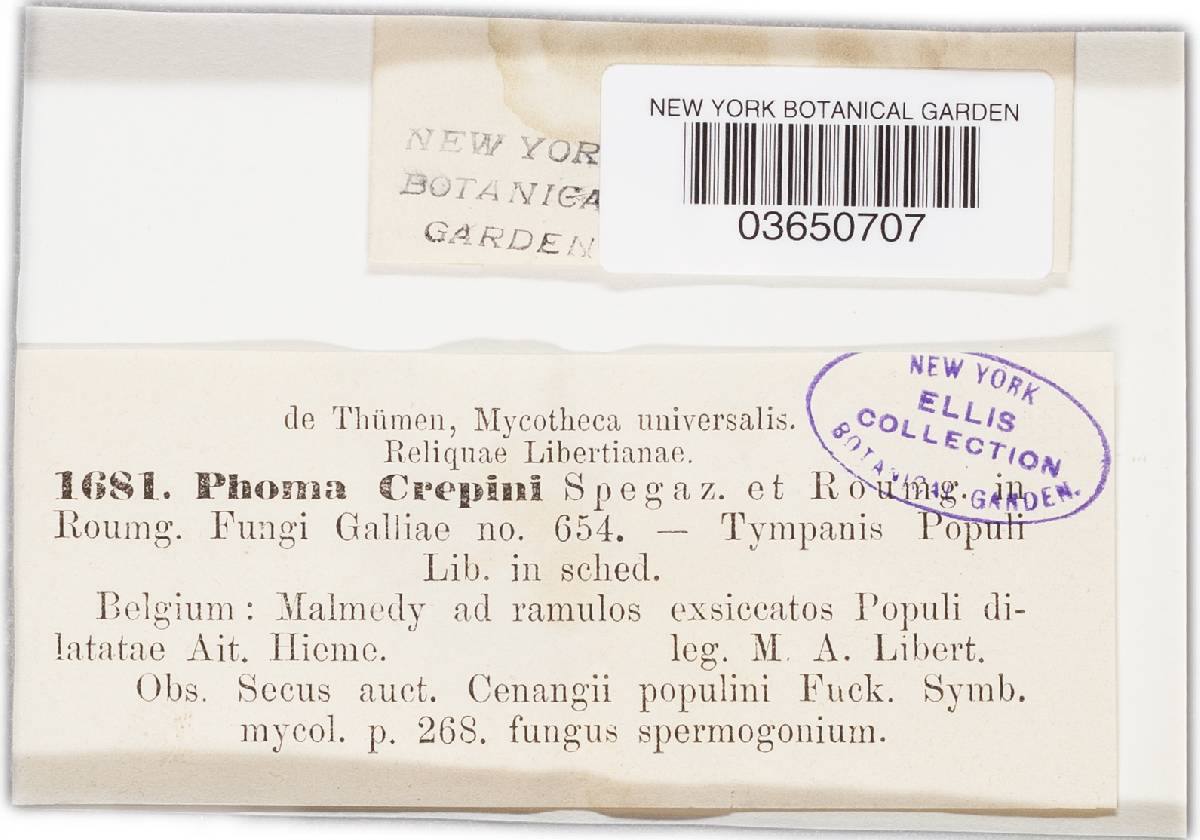 NEW YORK BOTANICAL GARDEN
03650707
NEW YOR
BOTANICA
GARDEN
NEW YORK
ELLIS
COLLECTION
BOTANICAL GARDEN.
de Thümen, Mycotheca universalis.
Reliquae Libertianae.
1681. Phoma Crepini Spegaz. et Roumg. in
Roumg. Fungi Galliae no. 654. — Tympanis Populi
Lib. in sched.
Belgium: Malmedy ad ramulos exsiccatos Populi di-
latatae Ait. Hieme. leg. M. A. Libert.
Obs. Secus auct. Cenangii populini Fuck. Symb.
mycol. p. 268. fungus spermogonium.